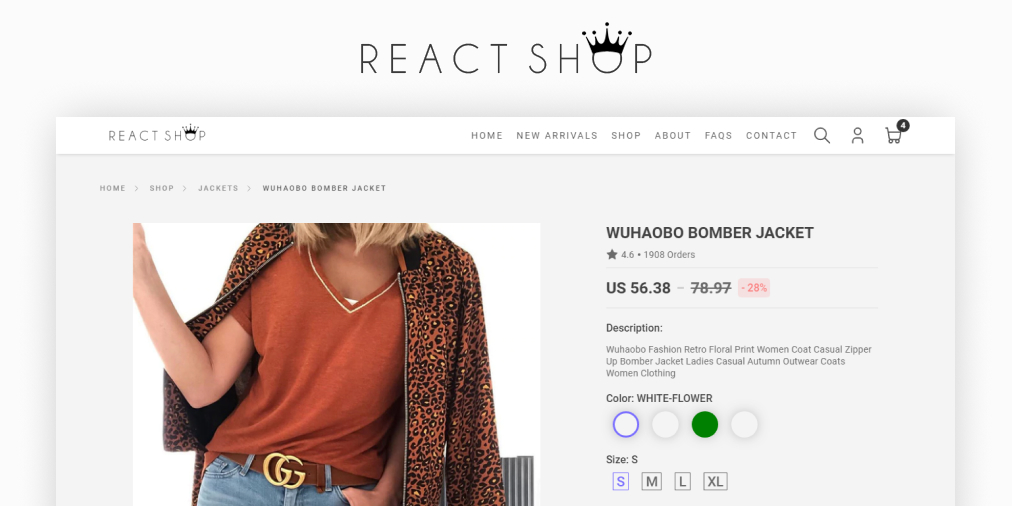 REACT SHOP
REACT SHOP
HOME NEW ARRIVALS SHOP ABOUT FAQS CONTACT 4
HOME > SHOP > JACKETS > WUHAOBO BOMBER JACKET
WUHAOBO BOMBER JACKET
4.6 • 1908 Orders
US 56.38 – 78.97 - 28%
Description:
Wuhaobo Fashion Retro Floral Print Women Coat Casual Zipper
Up Bomber Jacket Ladies Casual Autumn Outwear Coats
Women Clothing
Color: WHITE-FLOWER
Size: S
S M L XL